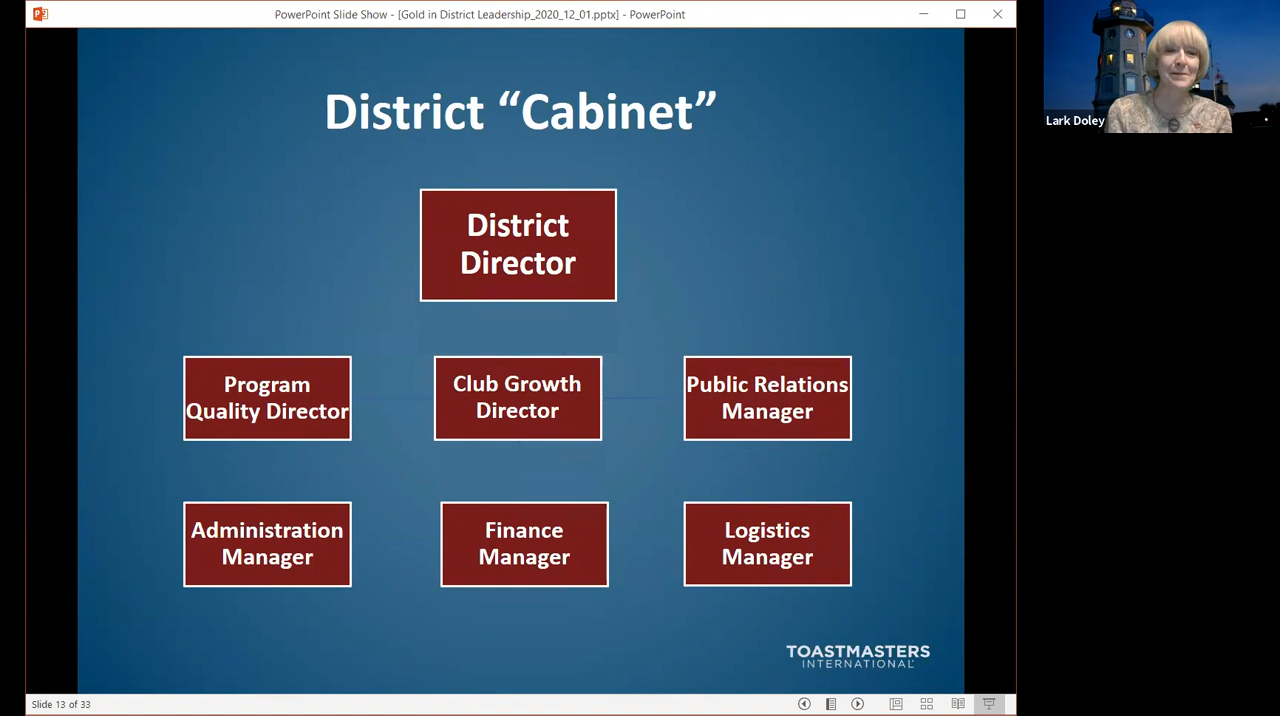 PowerPoint Slide Show - [Gold in District Leadership_2020_12_01.pptx] - PowerPoint
District “Cabinet”
District
Director
Program
Quality Director
Club Growth
Director
Public Relations
Manager
Administration
Manager
Finance
Manager
Logistics
Manager
TOASTMASTERS
INTERNATIONAL
Slide 13 of 33
Lark Doley